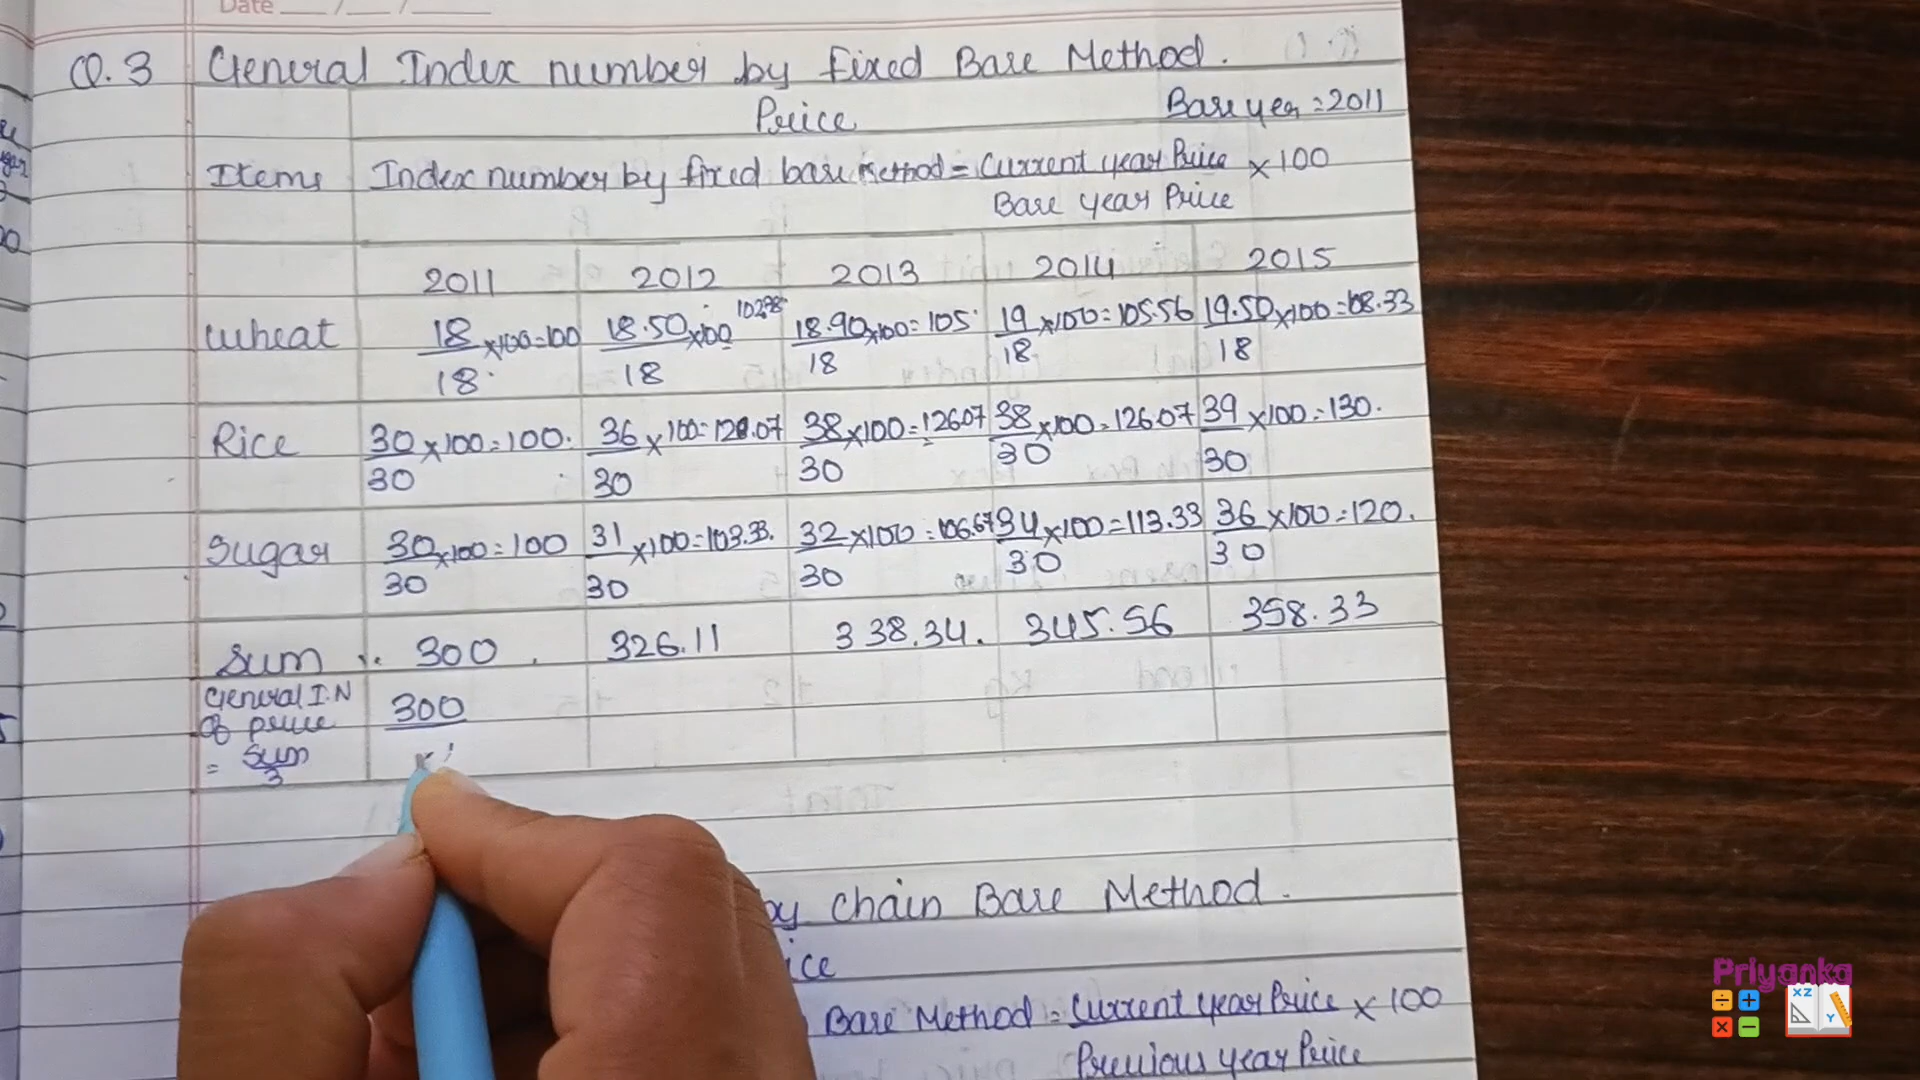 Date ___/___/_____
Q.3 General Index number by fixed Base Method.
Price Base year = 2011
Items Index number by fixed base Method = Current year Price × 100
Base year Price
2011 2012 2013 2014 2015
Wheat 18/18 ×100=100 18.50/18 ×100 102.78 18.90/18 ×100=105 19/18 ×100=105.56 19.50/18 ×100=108.33
Rice 30/30 ×100=100. 36/30 ×100=120.07 38/30 ×100=126.07 38/30 ×100=126.07 39/30 ×100=130.
Sugar 30/30 ×100=100 31/30 ×100=103.33. 32/30 ×100=106.67 34/30 ×100=113.33 36/30 ×100=120.
Sum 300 326.11 338.34. 345.56 358.33
General I.N 300
Of price
= Sum/3
by Chain Base Method.
ice
Base Method = Current year Price × 100
Previous year Price
Priyanka
XZ
Y